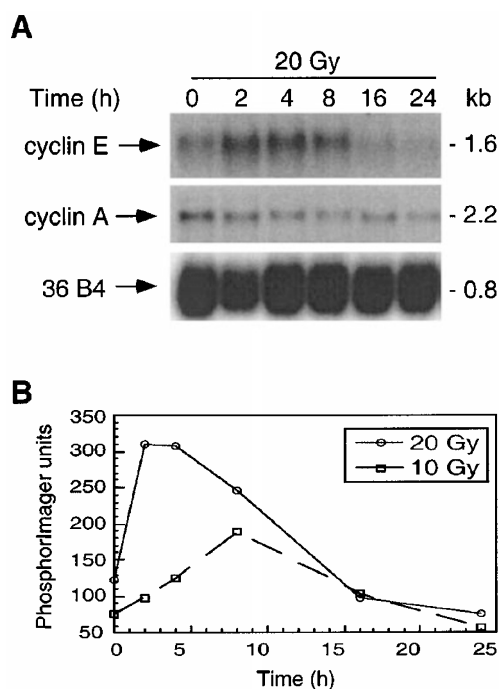 A
20 Gy
Time (h) 0 2 4 8 16 24 kb
cyclin E - 1.6
cyclin A - 2.2
36 B4 - 0.8
B
PhosphorImager units
350
300
250
200
150
100
50
20 Gy
10 Gy
0 5 10 15 20 25
Time (h)